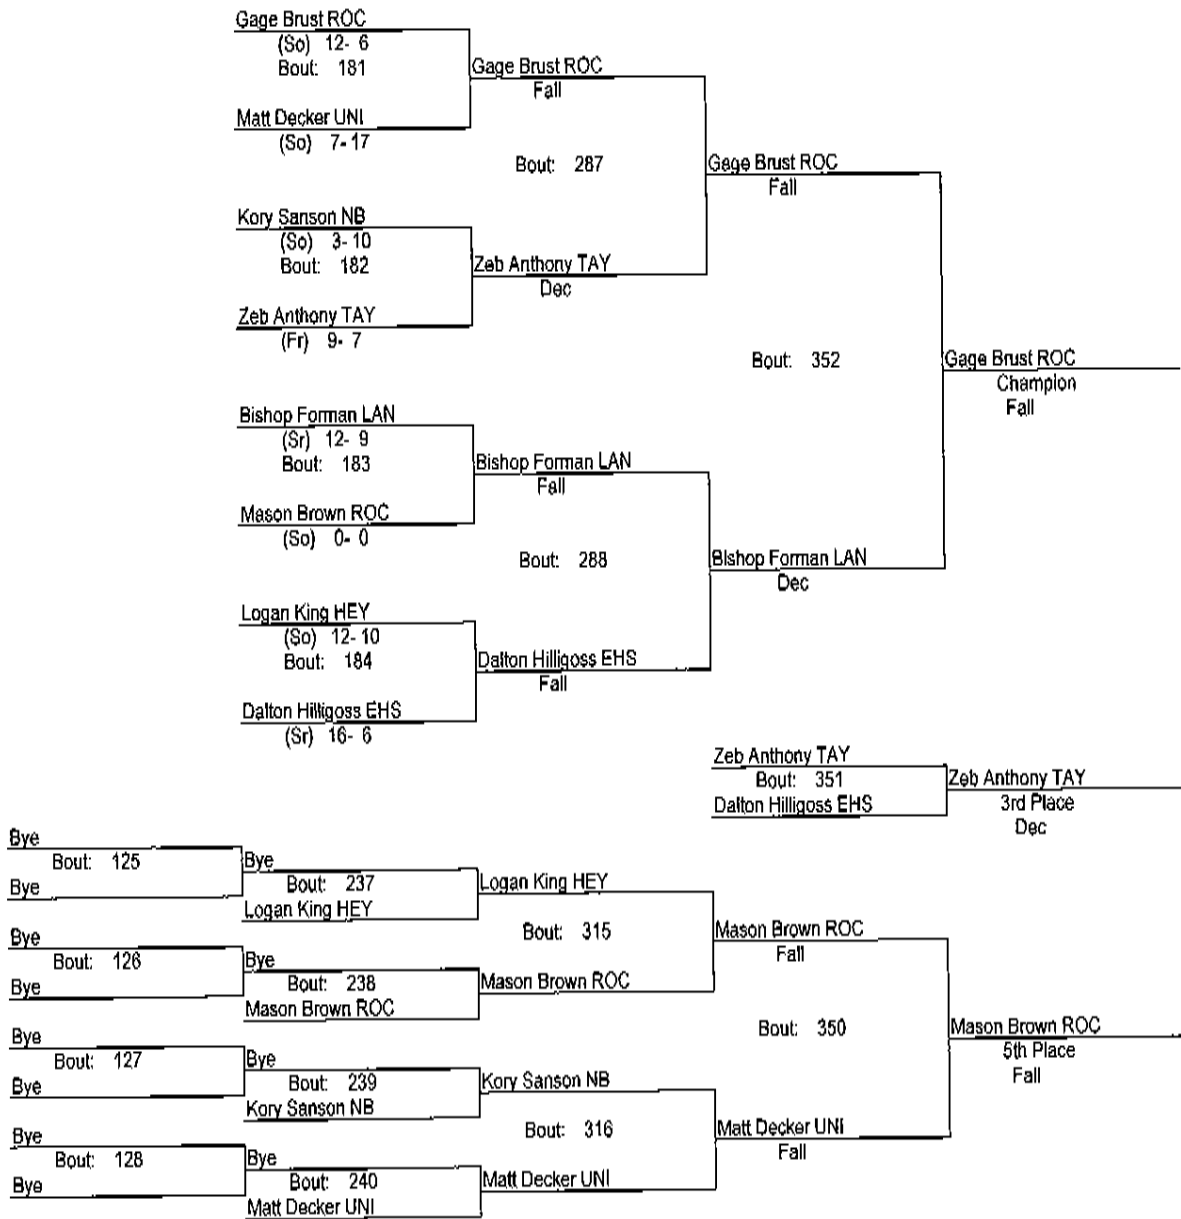 Gage Brust ROC
(So) 12- 6
Bout: 181
Gage Brust ROC
Fall
Matt Decker UNI
(So) 7- 17
Bout: 287
Gage Brust ROC
Fall
Kory Sanson NB
(So) 3- 10
Bout: 182
Zeb Anthony TAY
Dec
Zeb Anthony TAY
(Fr) 9- 7
Bout: 352
Gage Brust ROC
Champion
Fall
Bishop Forman LAN
(Sr) 12- 9
Bout: 183
Bishop Forman LAN
Fall
Mason Brown ROC
(So) 0- 0
Bout: 288
Bishop Forman LAN
Dec
Logan King HEY
(So) 12- 10
Bout: 184
Dalton Hilligoss EHS
Fall
Dalton Hilligoss EHS
(Sr) 16- 6
Zeb Anthony TAY
Bout: 351
Dalton Hilligoss EHS
Zeb Anthony TAY
3rd Place
Dec
Bye
Bout: 125
Bye
Bye
Bout: 237
Logan King HEY
Logan King HEY
Bout: 315
Mason Brown ROC
Fall
Bye
Bout: 126
Bye
Bye
Bout: 238
Mason Brown ROC
Mason Brown ROC
Bout: 350
Mason Brown ROC
5th Place
Fall
Bye
Bout: 127
Bye
Bye
Bout: 239
Kory Sanson NB
Kory Sanson NB
Bout: 316
Matt Decker UNI
Fall
Bye
Bout: 128
Bye
Bye
Bout: 240
Matt Decker UNI
Matt Decker UNI